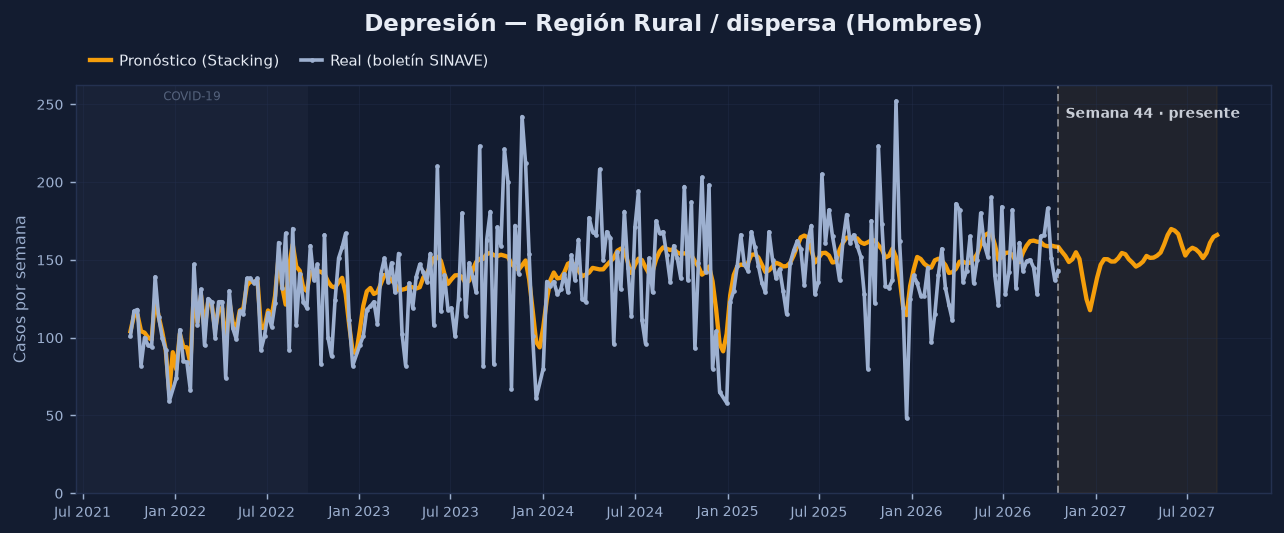 Depresión — Región Rural / dispersa (Hombres)
Pronóstico (Stacking)
Real (boletín SINAVE)
COVID-19
Semana 44 · presente
Casos por semana
250
200
150
100
50
0
Jul 2021
Jan 2022
Jul 2022
Jan 2023
Jul 2023
Jan 2024
Jul 2024
Jan 2025
Jul 2025
Jan 2026
Jul 2026
Jan 2027
Jul 2027